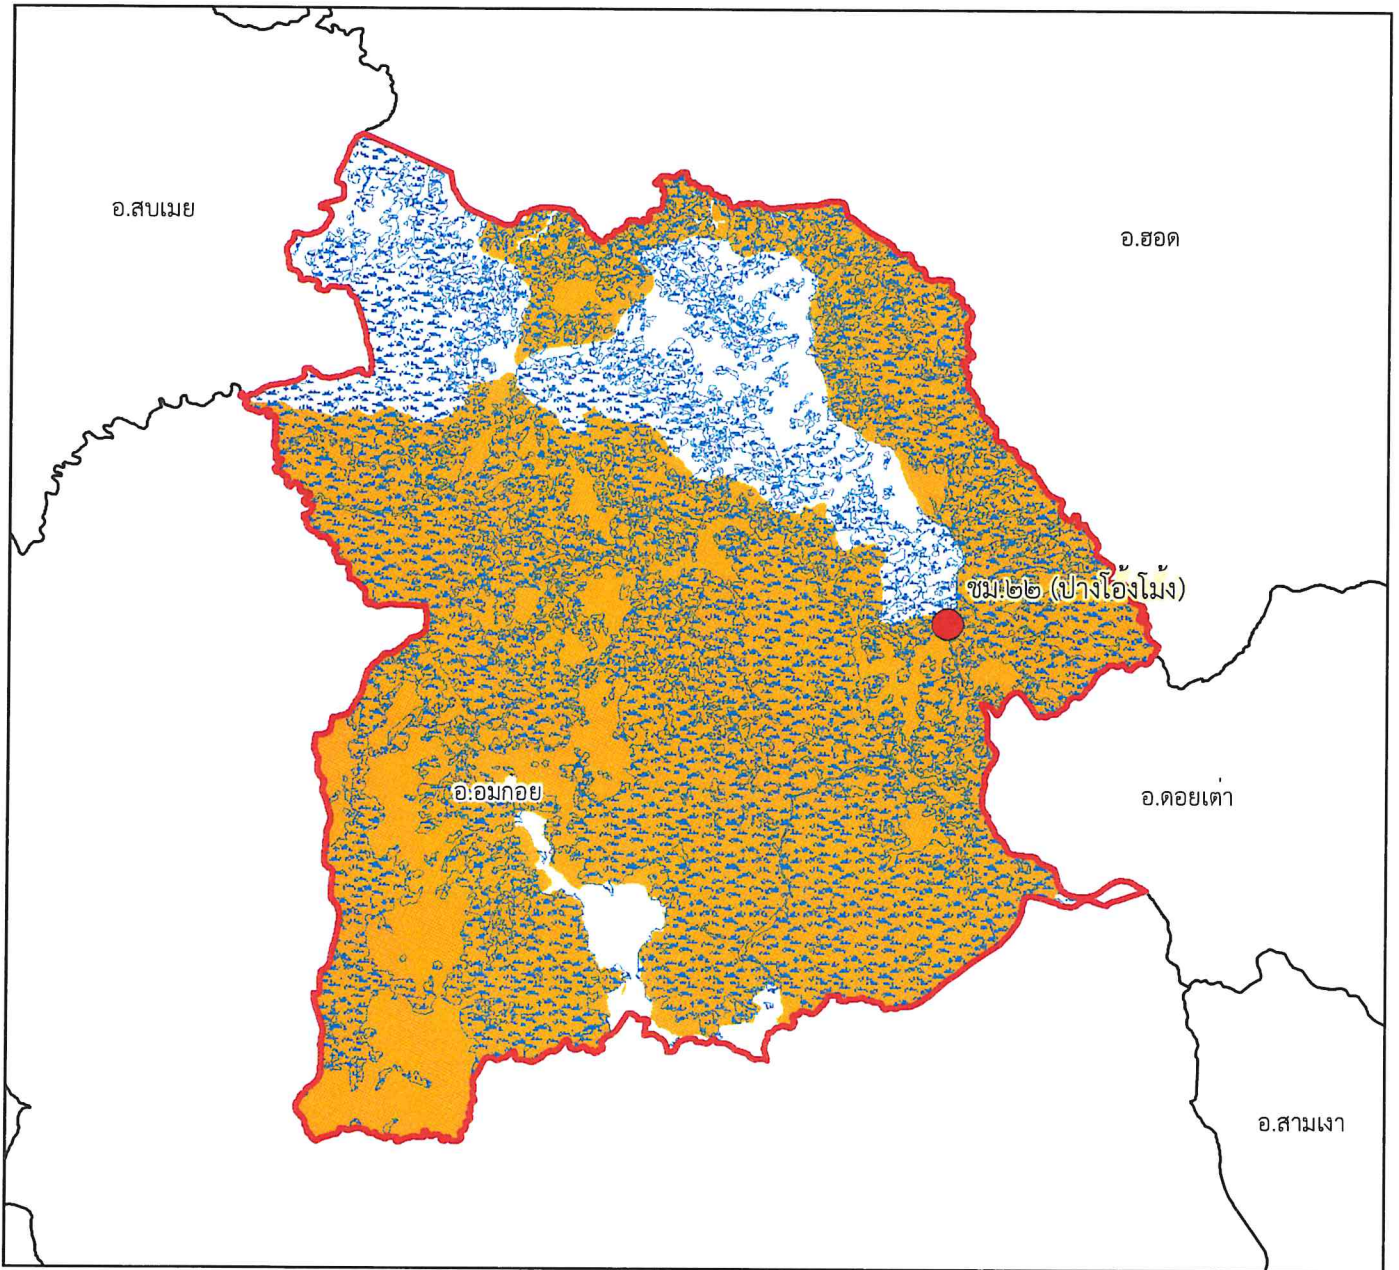 อ.สบเมย
อ.ฮอด
ชม.๒๒ (ปางโอ้งโม้ง)
อ.อมก๋อย
อ.ดอยเต่า
อ.สามเงา